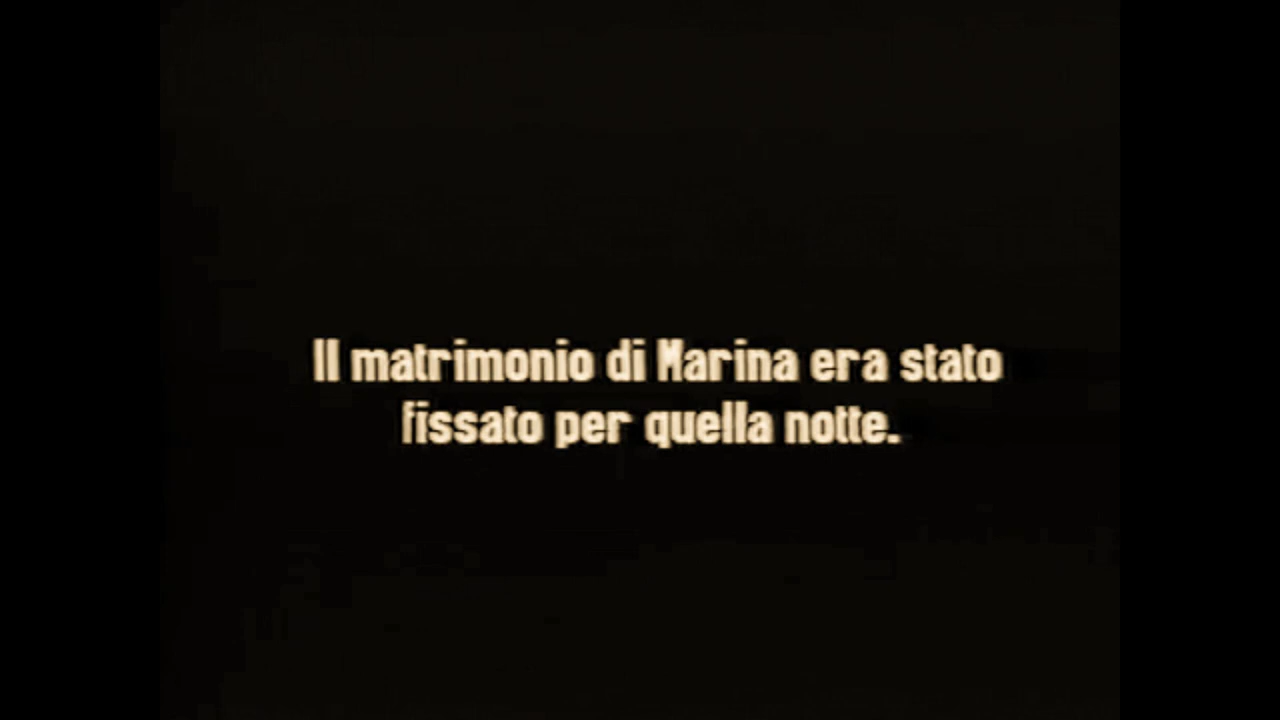 Il matrimonio di Marina era stato
fissato per quella notte.